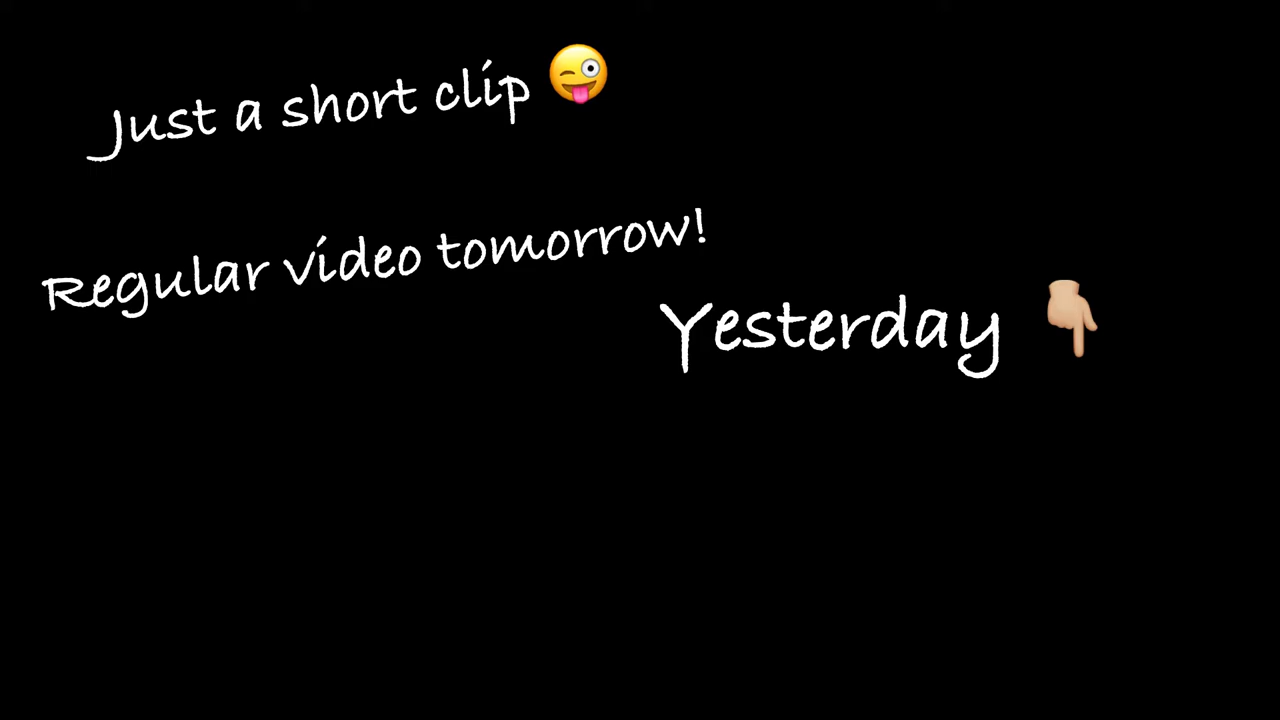 Just a short clip 😜
Regular video tomorrow!
Yesterday 👇🏼